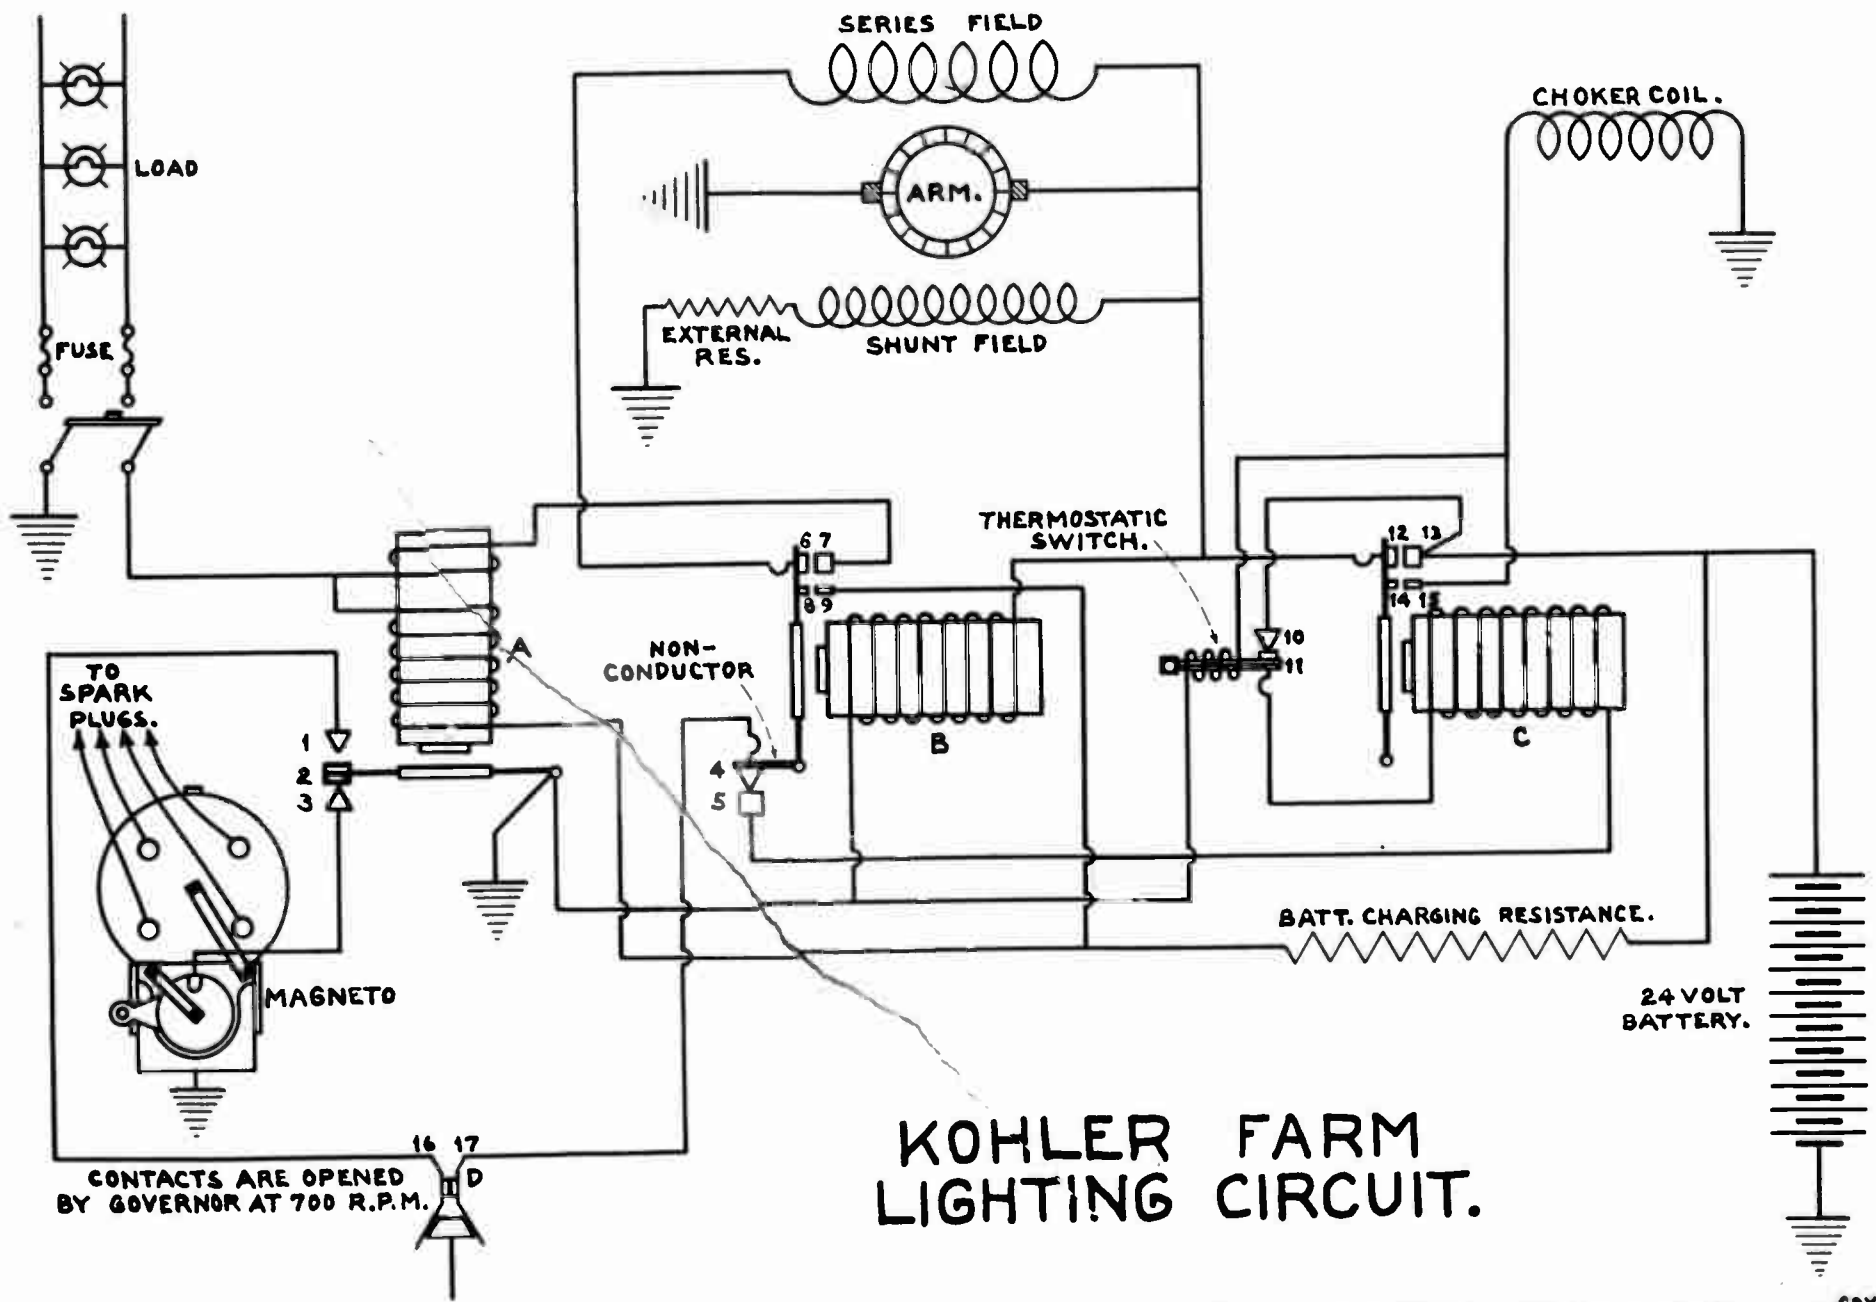 SERIES FIELD
CHOKER COIL.
LOAD
ARM.
EXTERNAL
RES.
SHUNT FIELD
FUSE
THERMOSTATIC
SWITCH.
6 7
12 13
8 9
14 15
A
NON-
CONDUCTOR
10
11
TO
SPARK
PLUGS.
1
2
3
4
5
B
C
BATT. CHARGING RESISTANCE.
MAGNETO
24 VOLT
BATTERY.
16 17
D
CONTACTS ARE OPENED
BY GOVERNOR AT 700 R.P.M.
KOHLER FARM
LIGHTING CIRCUIT.